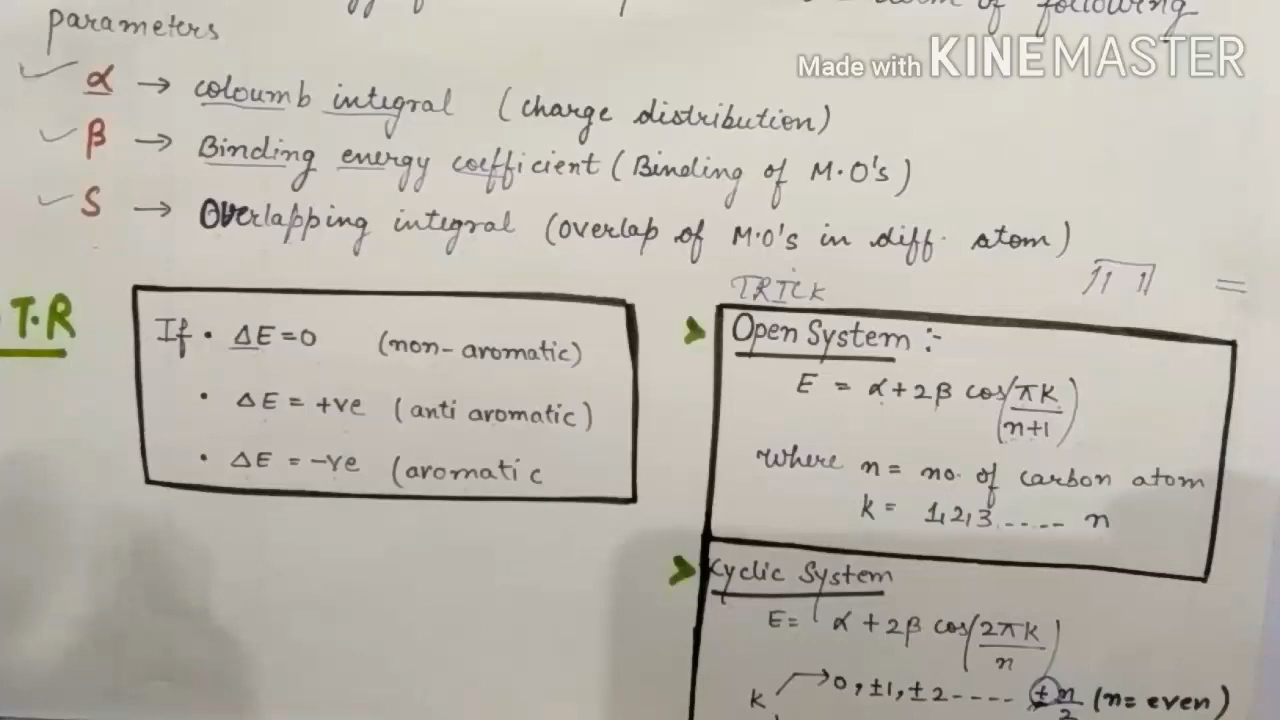 of following
parameters
Made with KINEMASTER
α → coloumb integral (charge distribution)
β → Binding energy coefficient (Binding of M.O's)
S → Overlapping integral (overlap of M.O's in diff. atom)
TRICK
T.R
If • ΔE = 0 (non-aromatic)
• ΔE = +ve (anti aromatic)
• ΔE = -ve (aromatic
Open System :-
E = α + 2β cos(πk/n+1)
where n = no. of carbon atom
k = 1,2,3...... n
Cyclic System
E = α + 2β cos(2πk/n)
k → 0, ±1, ±2 ---- ±n/2 (n= even)